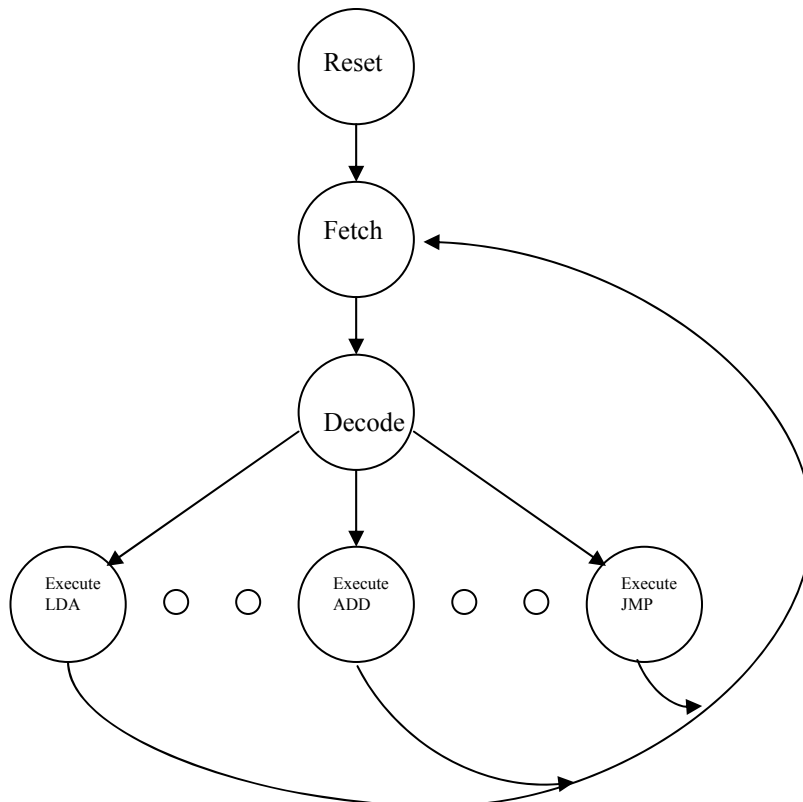 Reset
Fetch
Decode
Execute
LDA
Execute
ADD
Execute
JMP